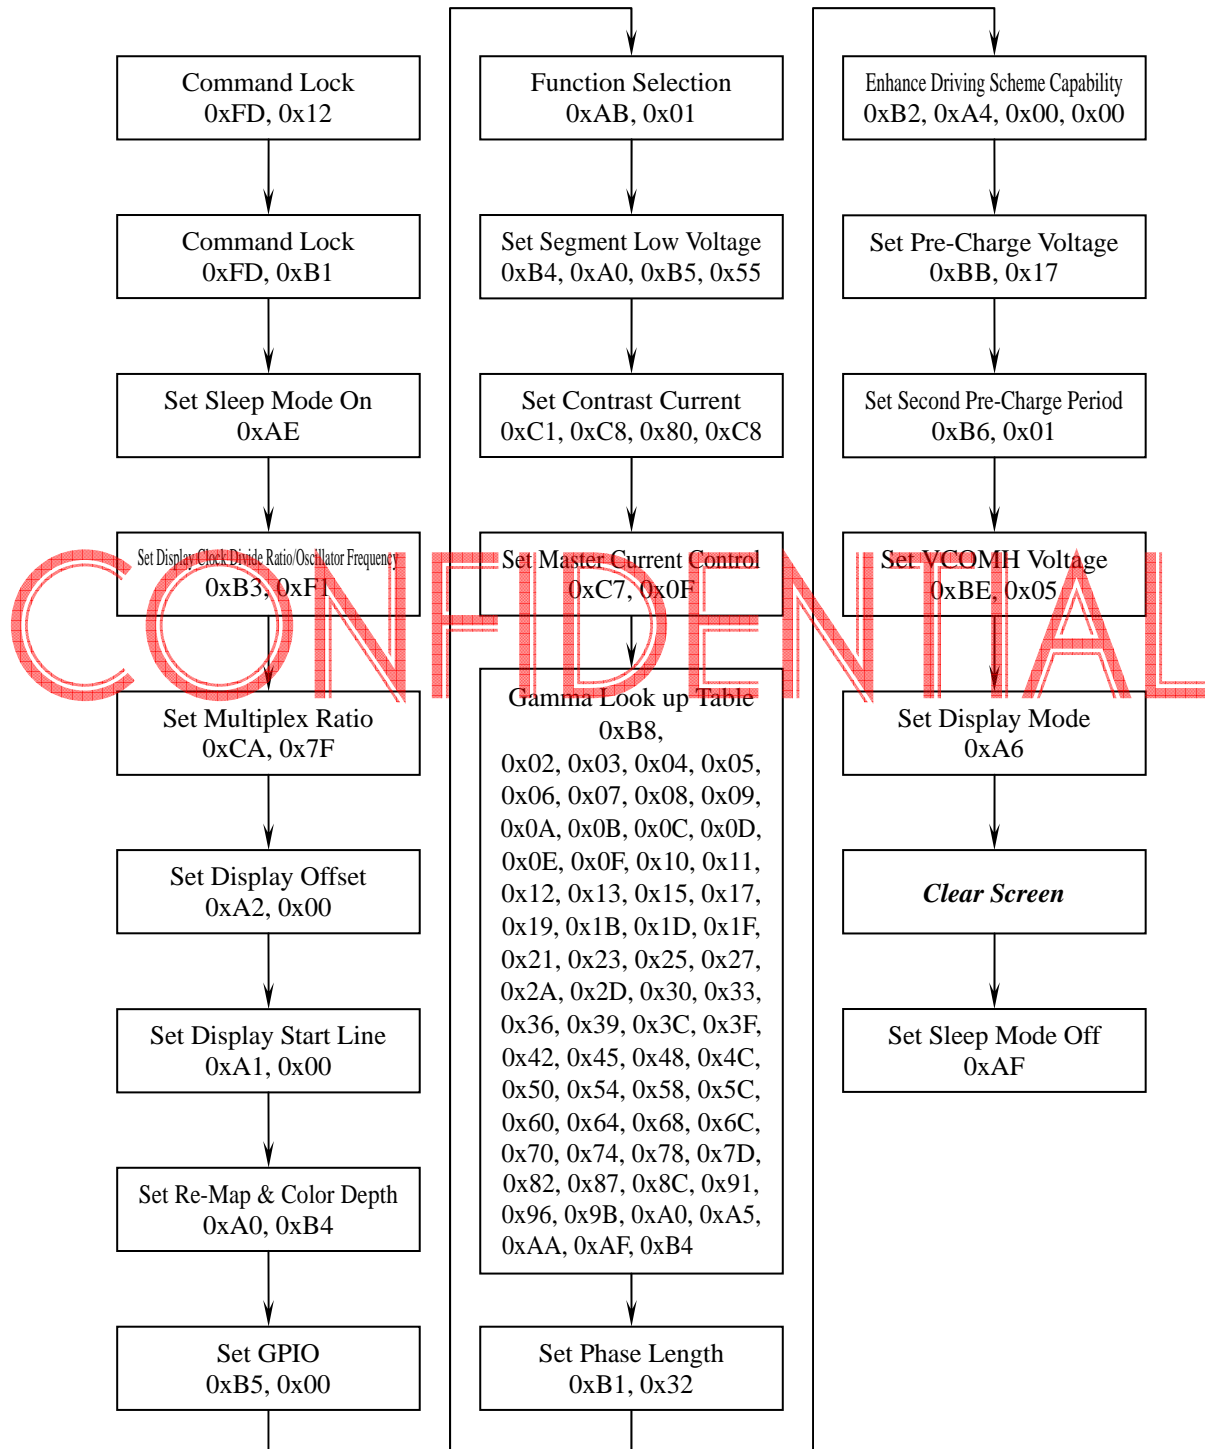 Command Lock
0xFD, 0x12
Command Lock
0xFD, 0xB1
Set Sleep Mode On
0xAE
Set Display Clock Divide Ratio/Oscillator Frequency
0xB3, 0xF1
Set Multiplex Ratio
0xCA, 0x7F
Set Display Offset
0xA2, 0x00
Set Display Start Line
0xA1, 0x00
Set Re-Map & Color Depth
0xA0, 0xB4
Set GPIO
0xB5, 0x00
Function Selection
0xAB, 0x01
Set Segment Low Voltage
0xB4, 0xA0, 0xB5, 0x55
Set Contrast Current
0xC1, 0xC8, 0x80, 0xC8
Set Master Current Control
0xC7, 0x0F
Gamma Look up Table
0xB8,
0x02, 0x03, 0x04, 0x05,
0x06, 0x07, 0x08, 0x09,
0x0A, 0x0B, 0x0C, 0x0D,
0x0E, 0x0F, 0x10, 0x11,
0x12, 0x13, 0x15, 0x17,
0x19, 0x1B, 0x1D, 0x1F,
0x21, 0x23, 0x25, 0x27,
0x2A, 0x2D, 0x30, 0x33,
0x36, 0x39, 0x3C, 0x3F,
0x42, 0x45, 0x48, 0x4C,
0x50, 0x54, 0x58, 0x5C,
0x60, 0x64, 0x68, 0x6C,
0x70, 0x74, 0x78, 0x7D,
0x82, 0x87, 0x8C, 0x91,
0x96, 0x9B, 0xA0, 0xA5,
0xAA, 0xAF, 0xB4
Set Phase Length
0xB1, 0x32
Enhance Driving Scheme Capability
0xB2, 0xA4, 0x00, 0x00
Set Pre-Charge Voltage
0xBB, 0x17
Set Second Pre-Charge Period
0xB6, 0x01
Set VCOMH Voltage
0xBE, 0x05
Set Display Mode
0xA6
Clear Screen
Set Sleep Mode Off
0xAF
CONFIDENTIAL